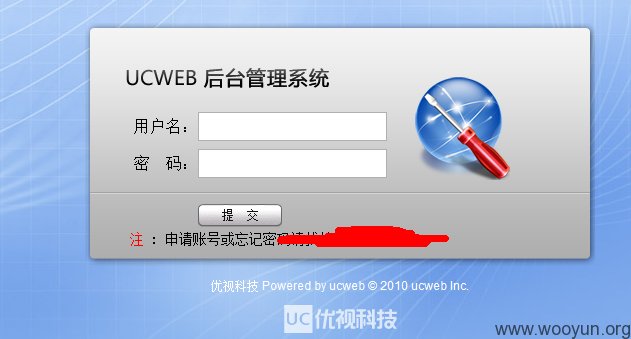 UCWEB 后台管理系统
用户名：
密 码：
提 交
注 ：申请账号或忘记密码请找
优视科技 Powered by ucweb © 2010 ucweb Inc.
UC优视科技
www.wooyun.org